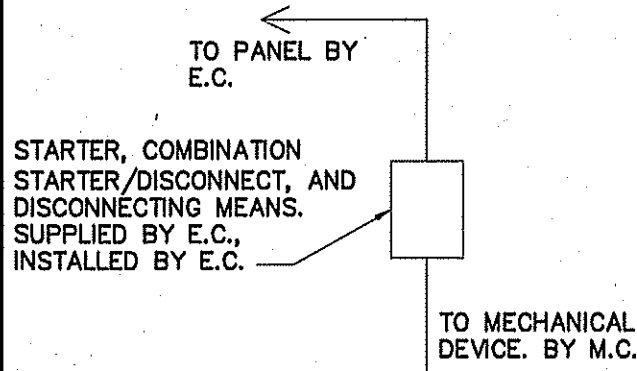 TO PANEL BY
E.C.
STARTER, COMBINATION
STARTER/DISCONNECT, AND
DISCONNECTING MEANS.
SUPPLIED BY E.C.,
INSTALLED BY E.C.
TO MECHANICAL
DEVICE. BY M.C.